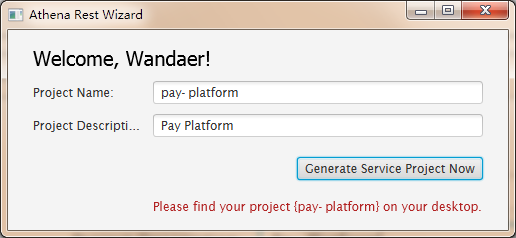 Athena Rest Wizard
Welcome, Wandaer!
Project Name: pay- platform
Project Descripti... Pay Platform
Generate Service Project Now
Please find your project {pay- platform} on your desktop.